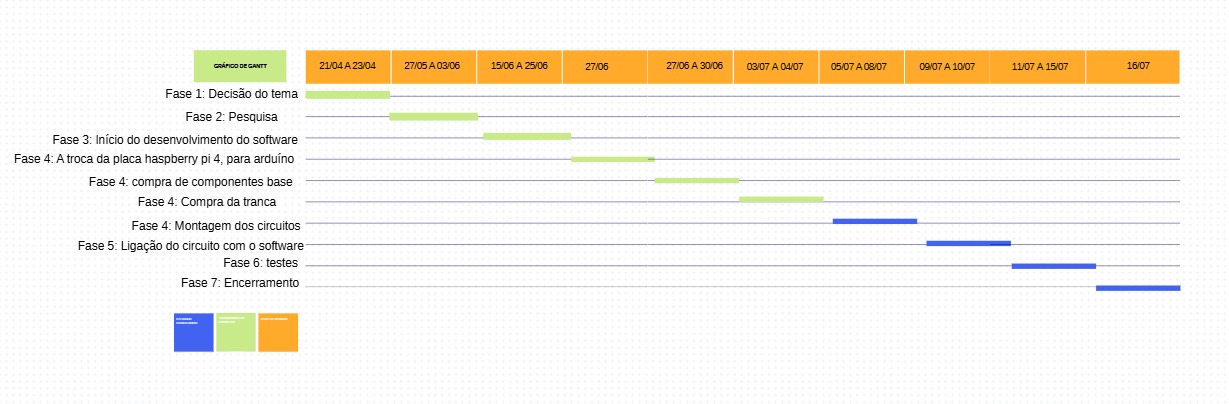 GRÁFICO DE GANTT
21/04 A 23/04
27/05 A 03/06
15/06 A 25/06
27/06
27/06 A 30/06
03/07 A 04/07
05/07 A 08/07
09/07 A 10/07
11/07 A 15/07
16/07
Fase 1: Decisão do tema
Fase 2: Pesquisa
Fase 3: Início do desenvolvimento do software
Fase 4: A troca da placa haspberry pi 4, para arduíno
Fase 4: compra de componentes base
Fase 4: Compra da tranca
Fase 4: Montagem dos circuitos
Fase 5: Ligação do circuito com o software
Fase 6: testes
Fase 7: Encerramento